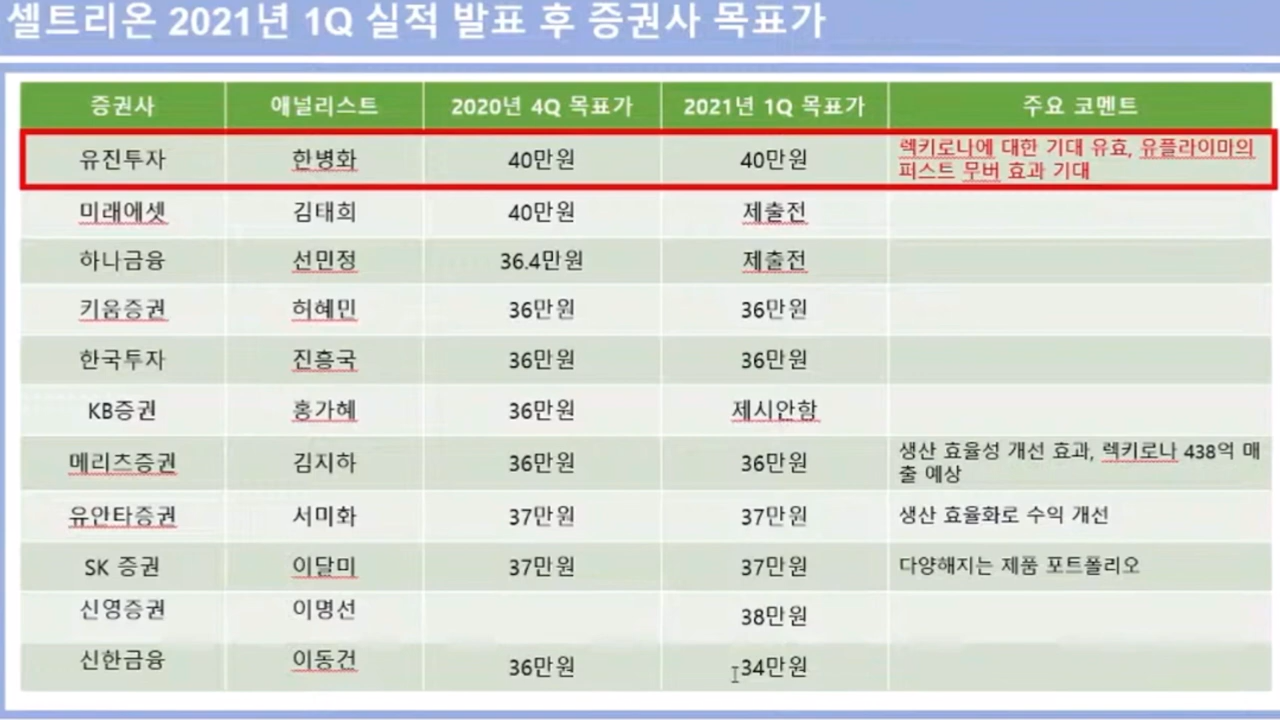 셀트리온 2021년 1Q 실적 발표 후 증권사 목표가
증권사 애널리스트 2020년 4Q 목표가 2021년 1Q 목표가 주요 코멘트
유진투자 한병화 40만원 40만원 렉키로나에 대한 기대 유효, 유플라이마의
피스트 무버 효과 기대
미래에셋 김태희 40만원 제출전
하나금융 선민정 36.4만원 제출전
키움증권 허혜민 36만원 36만원
한국투자 진흥국 36만원 36만원
KB증권 홍가혜 36만원 제시안함
메리츠증권 김지하 36만원 36만원 생산 효율성 개선 효과, 렉키로나 438억 매
출 예상
유안타증권 서미화 37만원 37만원 생산 효율화로 수익 개선
SK 증권 이달미 37만원 37만원 다양해지는 제품 포트폴리오
신영증권 이명선 38만원
신한금융 이동건 36만원 34만원